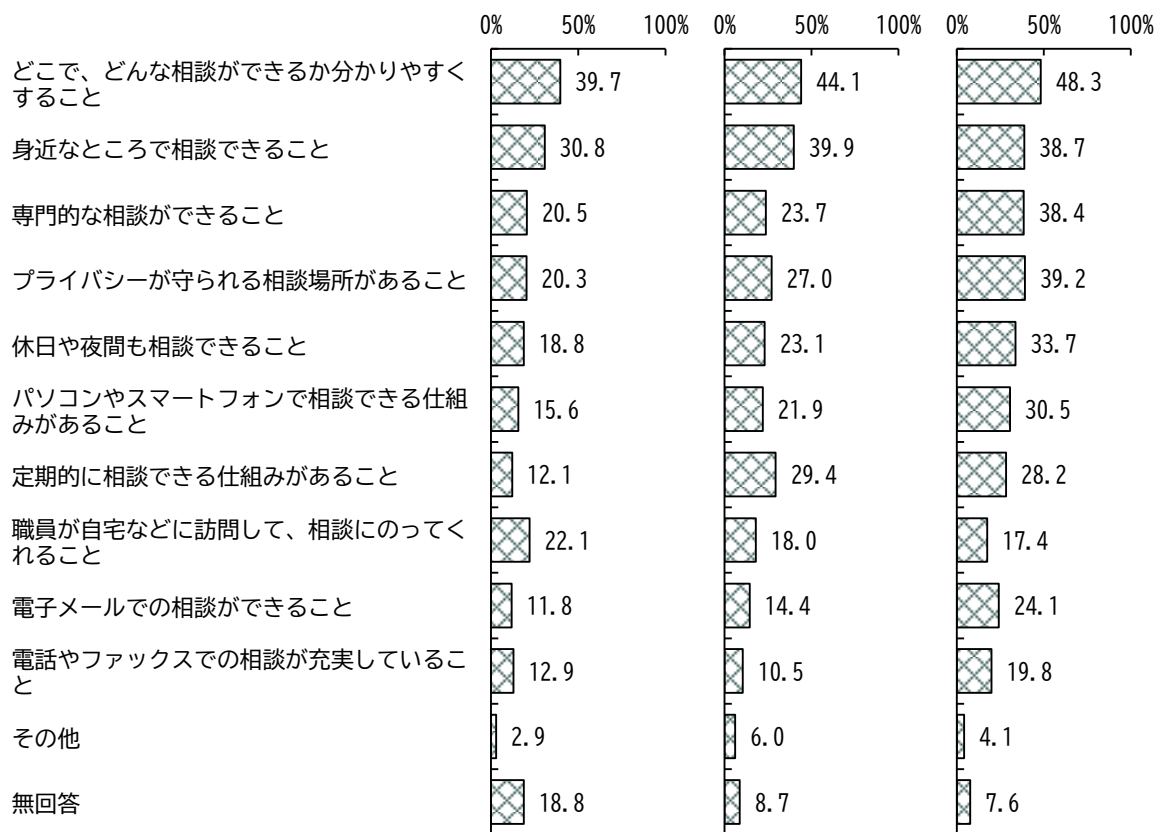 0% 50% 100% 0% 50% 100% 0% 50% 100%
どこで、どんな相談ができるか分かりやすく
すること
39.7 44.1 48.3
身近なところで相談できること 30.8 39.9 38.7
専門的な相談ができること 20.5 23.7 38.4
プライバシーが守られる相談場所があること 20.3 27.0 39.2
休日や夜間も相談できること 18.8 23.1 33.7
パソコンやスマートフォンで相談できる仕組
みがあること
15.6 21.9 30.5
定期的に相談できる仕組みがあること 12.1 29.4 28.2
職員が自宅などに訪問して、相談にのってく
れること
22.1 18.0 17.4
電子メールでの相談ができること 11.8 14.4 24.1
電話やファックスでの相談が充実しているこ
と
12.9 10.5 19.8
その他 2.9 6.0 4.1
無回答 18.8 8.7 7.6